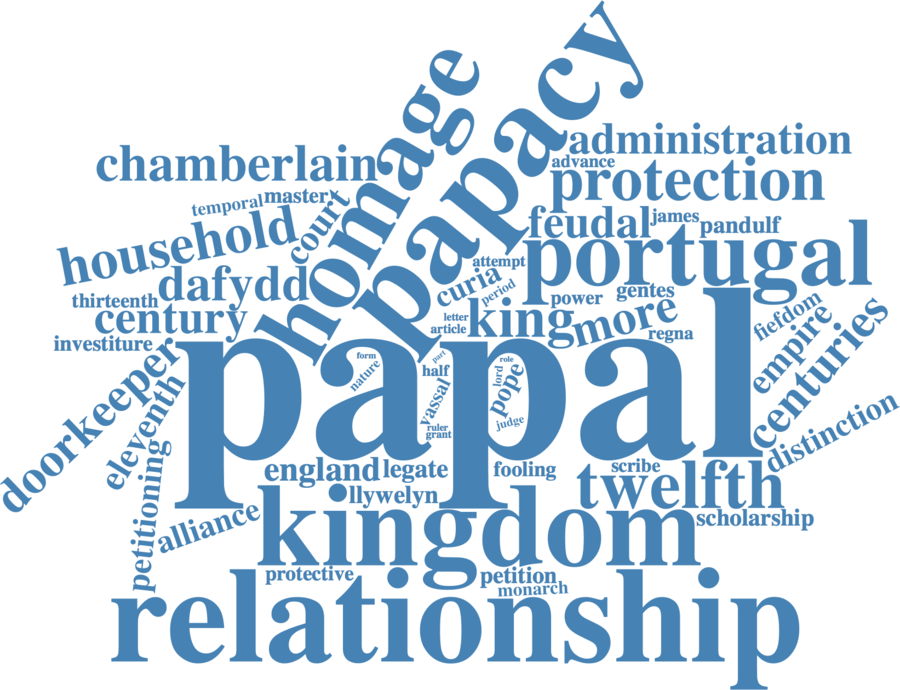 papacy
homage
administration
chamberlain
advance
protection
temporal
master
court
household
feudal
james
pandulf
portugal
dafydd
attempt
curia
period
thirteenth
century
letter
article
king
power
gentes
more
regna
fiefdom
empire
centuries
investiture
doorkeeper
papal
form
nature
part
half
vassal
ruler
grant
role
lord
pope
judge
eleventh
distinction
petitioning
england
legate
fooling
scribe
twelfth
llywelyn
alliance
kingdom
scholarship
protective
petition
monarch
relationship